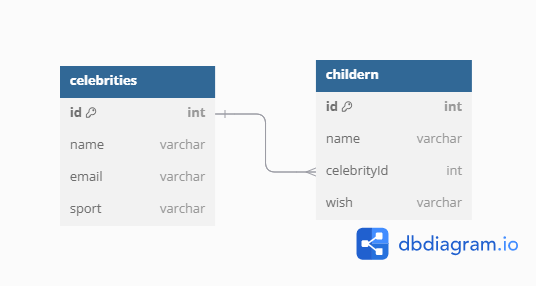 celebrities
id int
name varchar
email varchar
sport varchar
childern
id int
name varchar
celebrityId int
wish varchar
dbdiagram.io